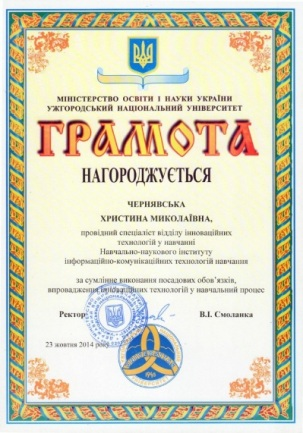 МІНІСТЕРСТВО ОСВІТИ І НАУКИ УКРАЇНИ
УЖГОРОДСЬКИЙ НАЦІОНАЛЬНИЙ УНІВЕРСИТЕТ
ГРАМОТА
НАГОРОДЖУЄТЬСЯ
ЧЕРНЯВСЬКА
ХРИСТИНА МИКОЛАЇВНА,
провідний спеціаліст відділу інноваційних
технологій у навчанні
Навчально-наукового інституту
інформаційно-комунікаційних технологій навчання
за сумлінне виконання посадових обов'язків,
впровадження інноваційних технологій у навчальний процес
Ректор В.І. Смоланка
23 жовтня 2014 року